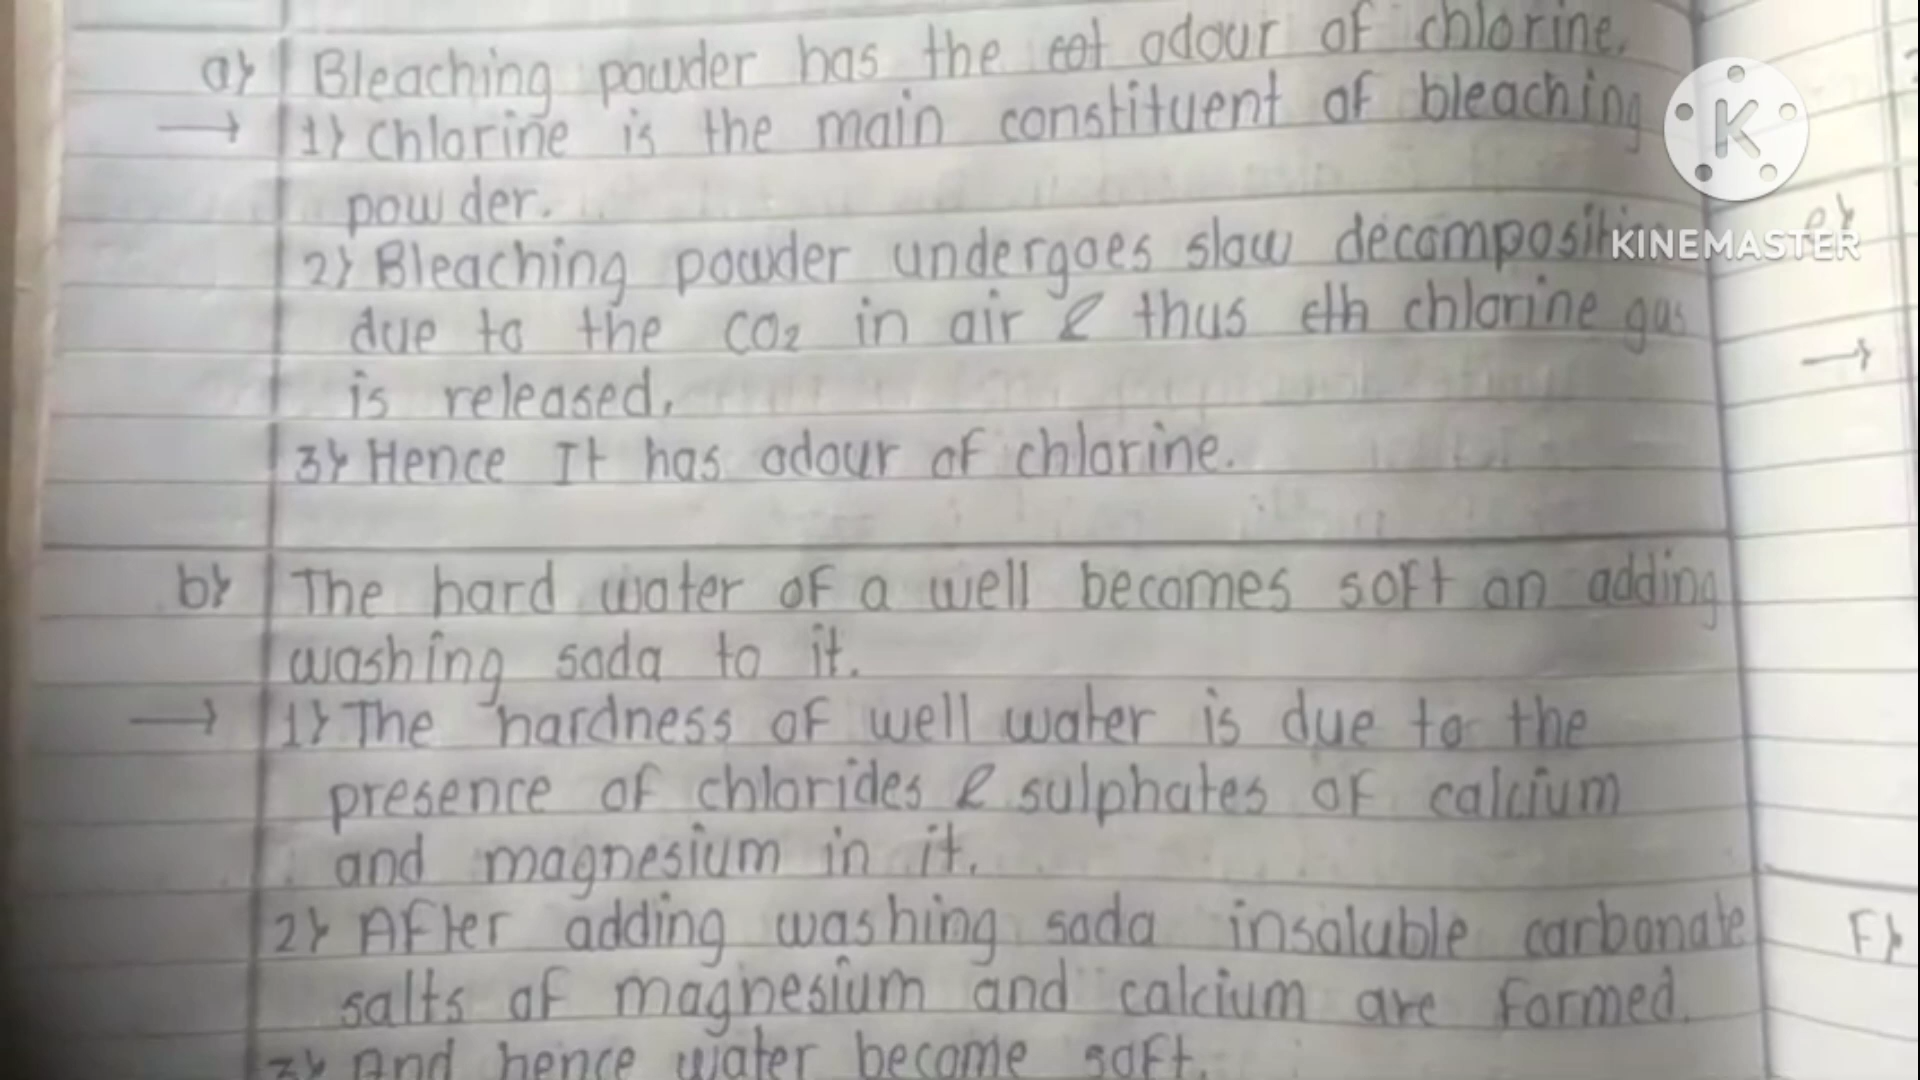 a) Bleaching powder has the cot odour of chlorine.
→ 1) Chlorine is the main constituent of bleaching
powder.
2) Bleaching powder undergoes slow decomposition
due to the CO2 in air & thus cth chlorine gas
is released.
3) Hence It has odour of chlorine.
b) The hard water of a well becomes soft on adding
washing soda to it.
→ 1) The hardness of well water is due to the
presence of chlorides & sulphates of calcium
and magnesium in it.
2) After adding washing soda insoluble carbonate
salts of magnesium and calcium are formed.
3) And hence water become soft.
K
KINEMASTER
e)
→
F)